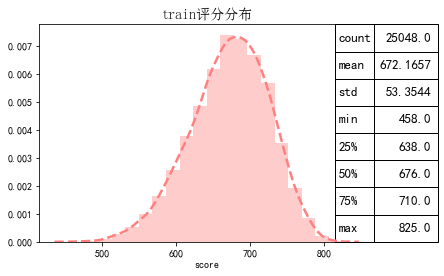 train评分分布
0.007
0.006
0.005
0.004
0.003
0.002
0.001
0.000
500 600 700 800
score
count 25048.0
mean 672.1657
std 53.3544
min 458.0
25% 638.0
50% 676.0
75% 710.0
max 825.0